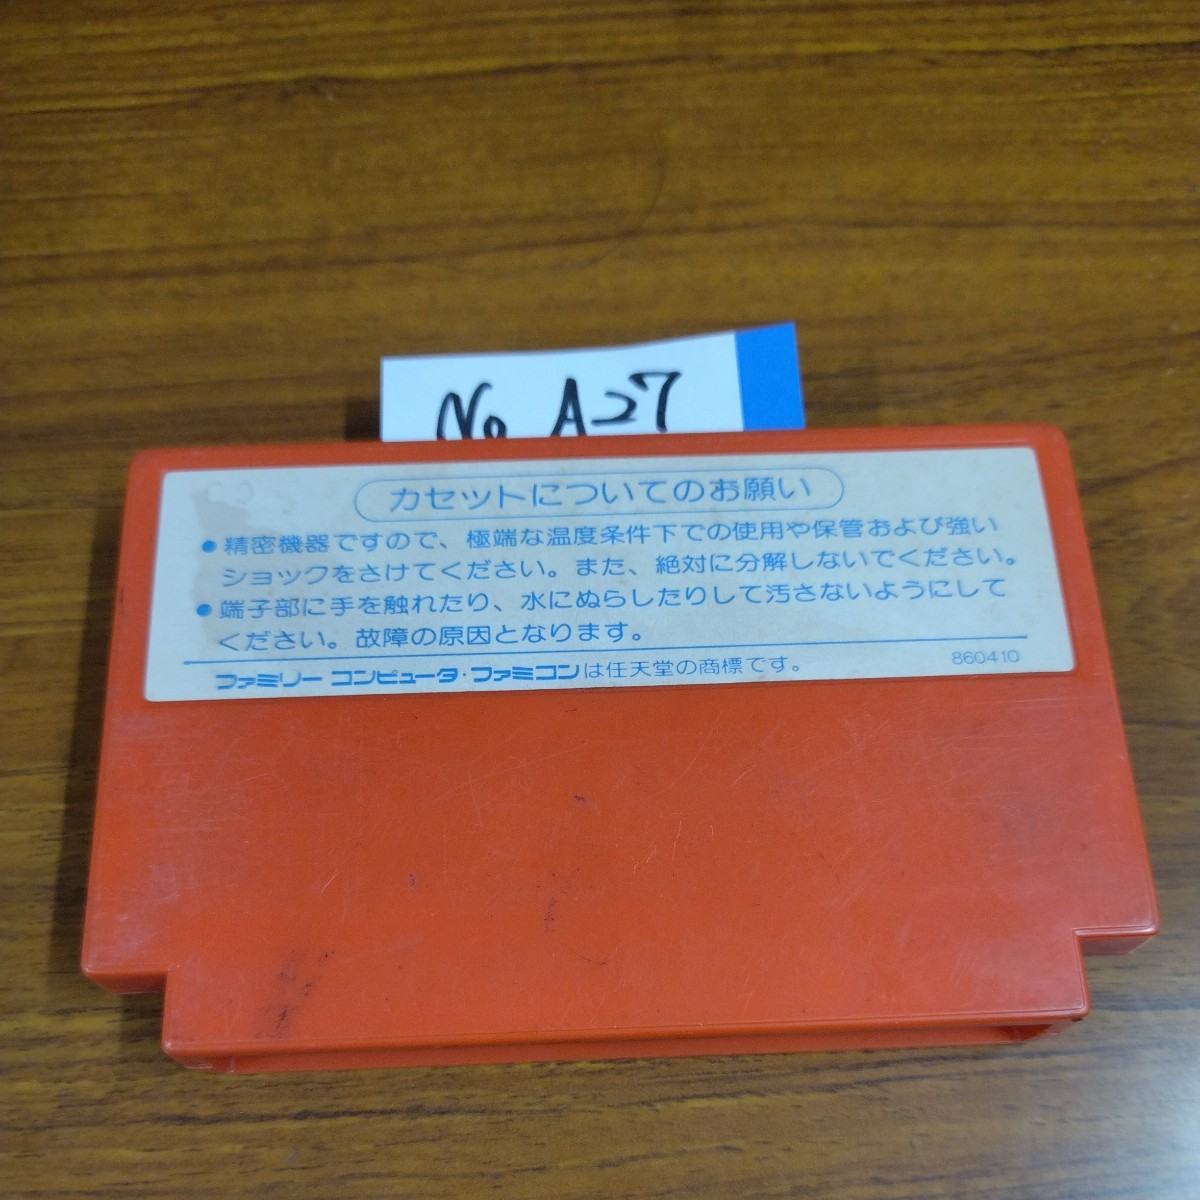 No A27
カセットについてのお願い
●精密機器ですので、極端な温度条件下での使用や保管および強い
ショックをさけてください。また、絶対に分解しないでください。
●端子部に手を触れたり、水にぬらしたりして汚さないようにして
ください。故障の原因となります。
ファミリーコンピュータ・ファミコンは任天堂の商標です。
860410